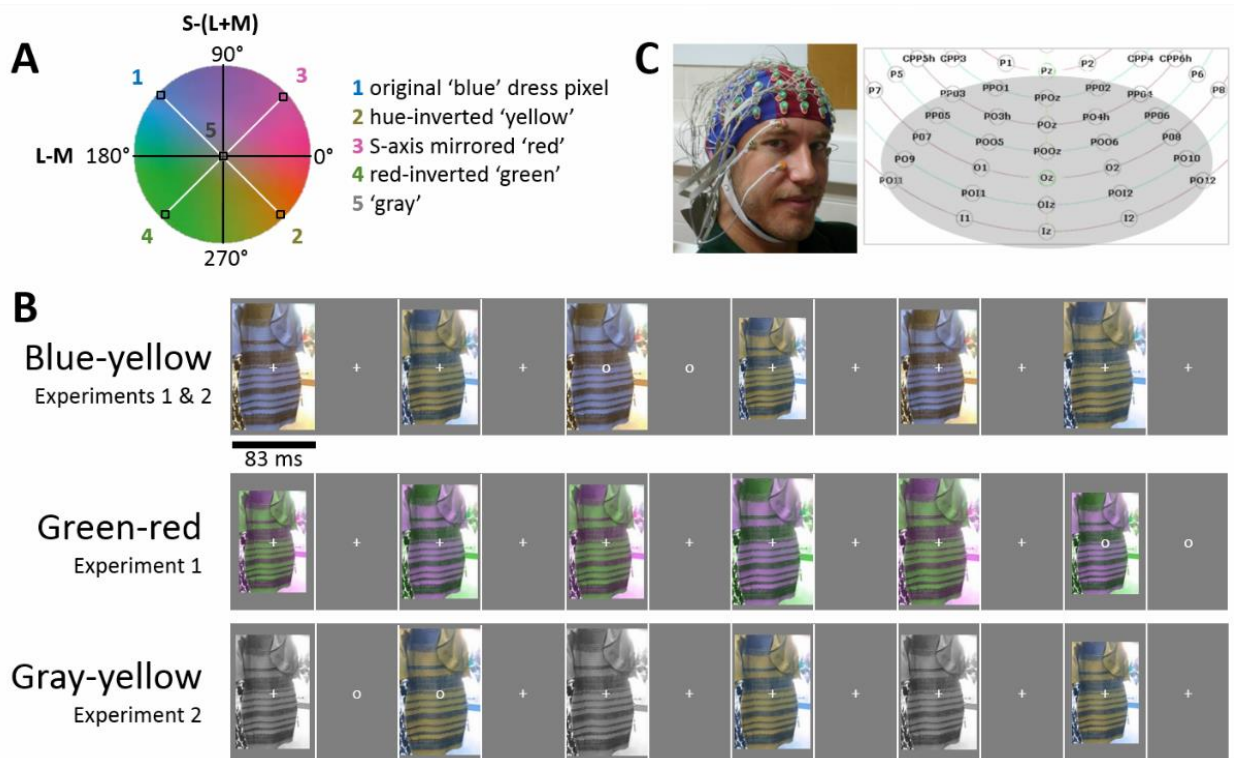 A
S-(L+M)
90°
1
3
5
L-M
180°
0°
4
2
270°
1 original ‘blue’ dress pixel
2 hue-inverted ‘yellow’
3 S-axis mirrored ‘red’
4 red-inverted ‘green’
5 ‘gray’
C
CPP5h CPP3 P1 P2 CPP4 CPP6h
P5 Pz P6
P7 PPO3 PPO1 PPOz PPO2 PPO4 P8
PPO5 PO3h POz PO4h PPO6
PO7 POO5 POOz POO6 PO8
PO9 O1 Oz O2 PO10
PO11 POI1 OIz POI2 PO12
I1 Iz I2
B
Blue-yellow
Experiments 1 & 2
83 ms
Green-red
Experiment 1
Gray-yellow
Experiment 2